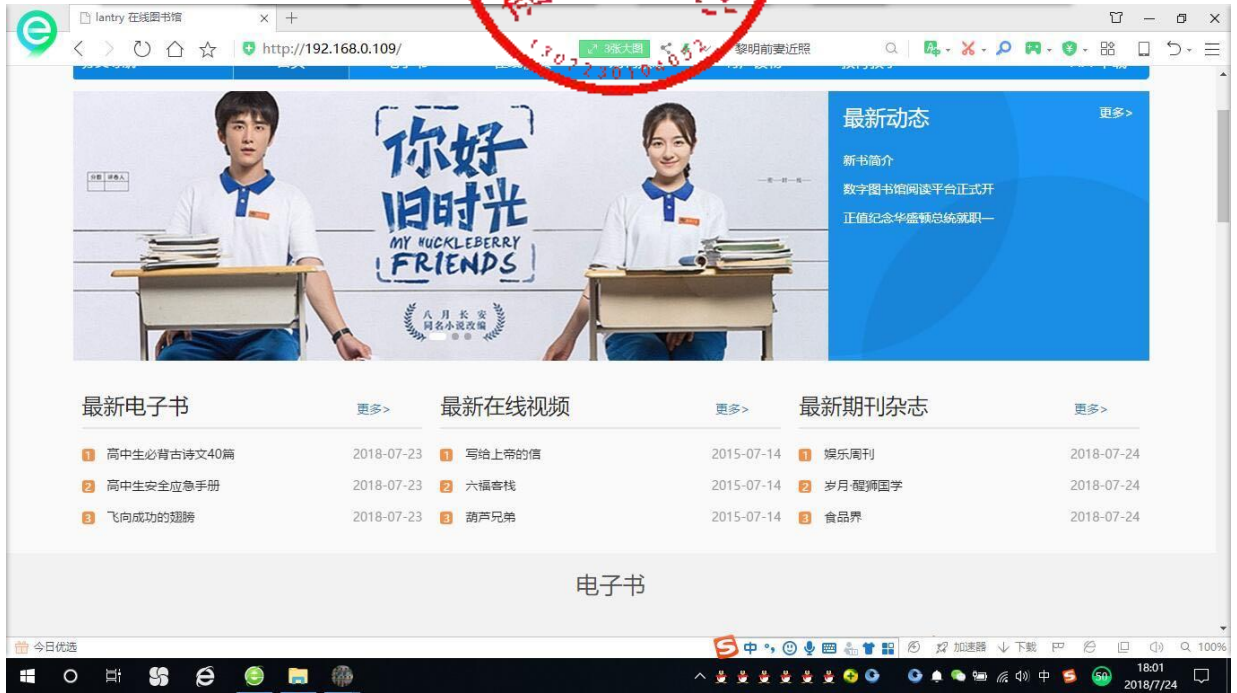 lantry 在线图书馆
http://192.168.0.109/
3张大图
黎明前妻近照
你好
旧时光
MY HUCKLEBERRY
FRIENDS
八月长安
同名小说改编
最新动态 更多>
新书简介
数字图书馆阅读平台正式开
正值纪念华盛顿总统就职一
最新电子书 更多>
1 高中生必背古诗文40篇 2018-07-23
2 高中生安全应急手册 2018-07-23
3 飞向成功的翅膀 2018-07-23
最新在线视频 更多>
1 写给上帝的信 2015-07-14
2 六福客栈 2015-07-14
3 葫芦兄弟 2015-07-14
最新期刊杂志 更多>
1 娱乐周刊 2018-07-24
2 岁月·醒狮国学 2018-07-24
3 食品界 2018-07-24
电子书
今日优选
中
加速器 下载 100%
中 50 18:01
2018/7/24